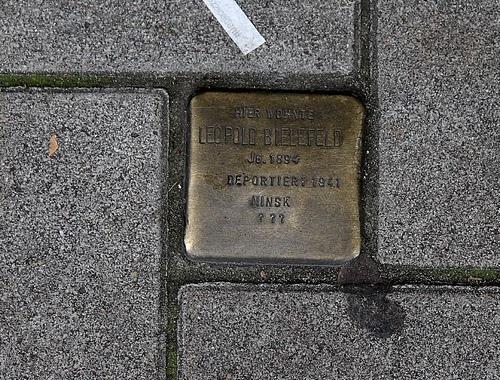 HIER WOHNTE
LEOPOLD BIELEFELD
JG. 1894
DEPORTIERT 1941
MINSK
? ? ?